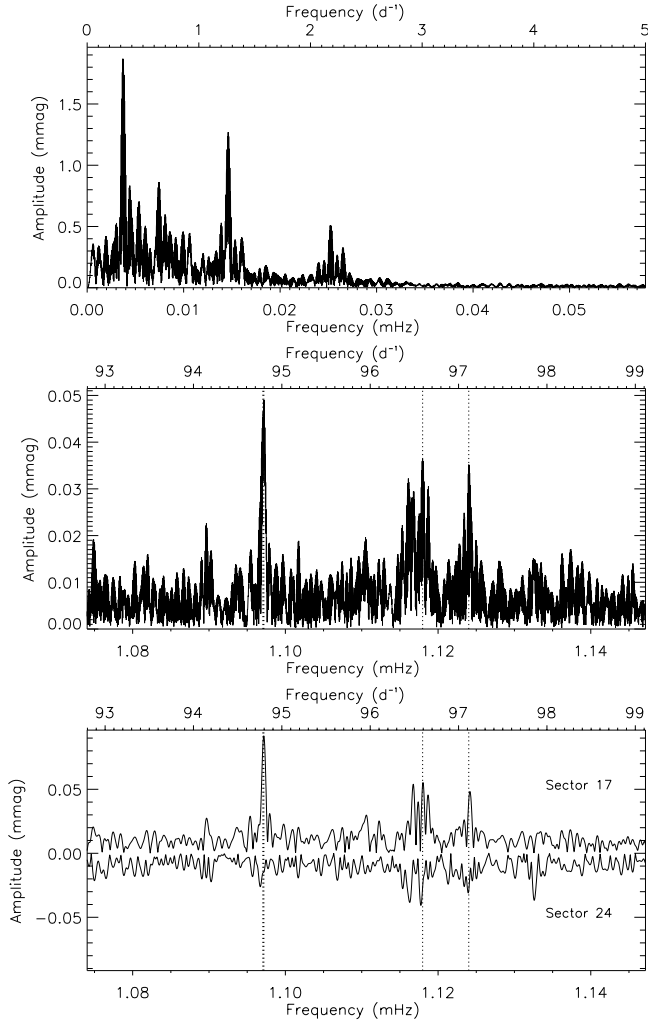 Frequency (d⁻¹)
0 1 2 3 4 5
Amplitude (mmag)
1.5
1.0
0.5
0.0
0.00 0.01 0.02 0.03 0.04 0.05
Frequency (mHz)
Frequency (d⁻¹)
93 94 95 96 97 98 99
Amplitude (mmag)
0.05
0.04
0.03
0.02
0.01
0.00
1.08 1.10 1.12 1.14
Frequency (mHz)
Frequency (d⁻¹)
93 94 95 96 97 98 99
Amplitude (mmag)
0.05
0.00
−0.05
Sector 17
Sector 24
1.08 1.10 1.12 1.14
Frequency (mHz)